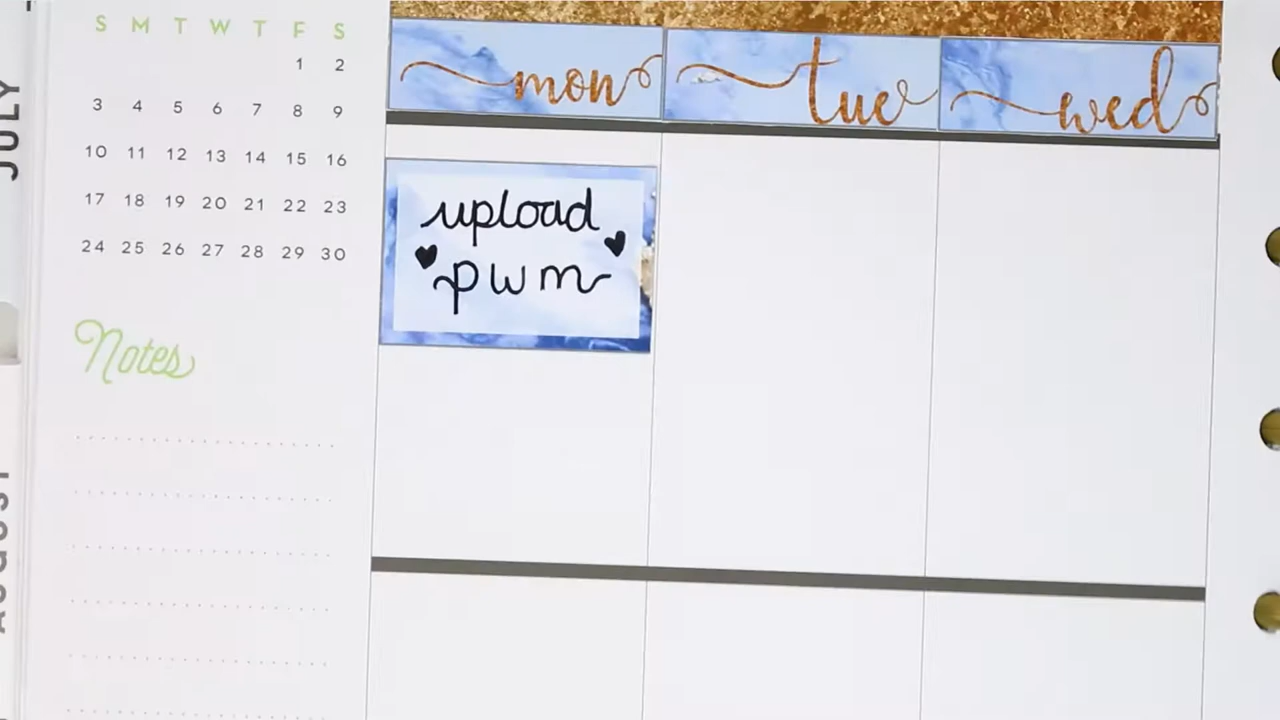 JULY
AUGUST
S M T W T F S
1 2
3 4 5 6 7 8 9
10 11 12 13 14 15 16
17 18 19 20 21 22 23
24 25 26 27 28 29 30
Notes
mon tue wed
upload
pwm